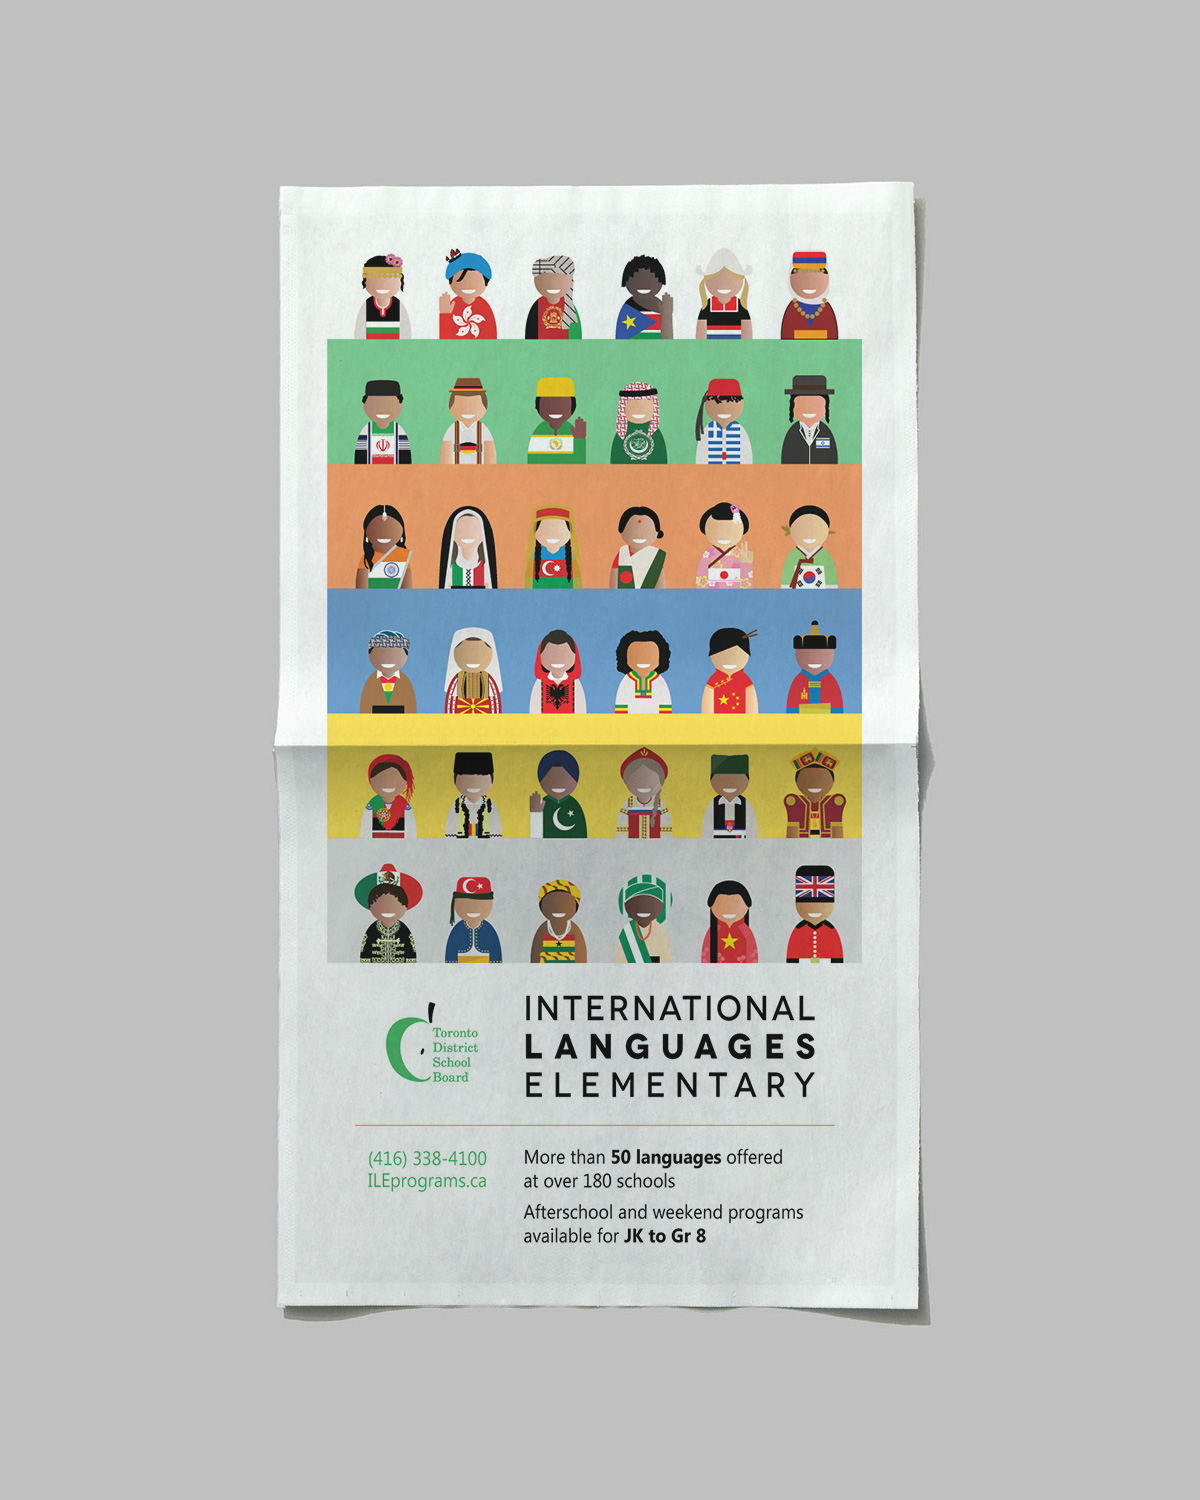 Toronto
District
School
Board
INTERNATIONAL
LANGUAGES
ELEMENTARY
(416) 338-4100
ILEprograms.ca
More than 50 languages offered
at over 180 schools
Afterschool and weekend programs
available for JK to Gr 8